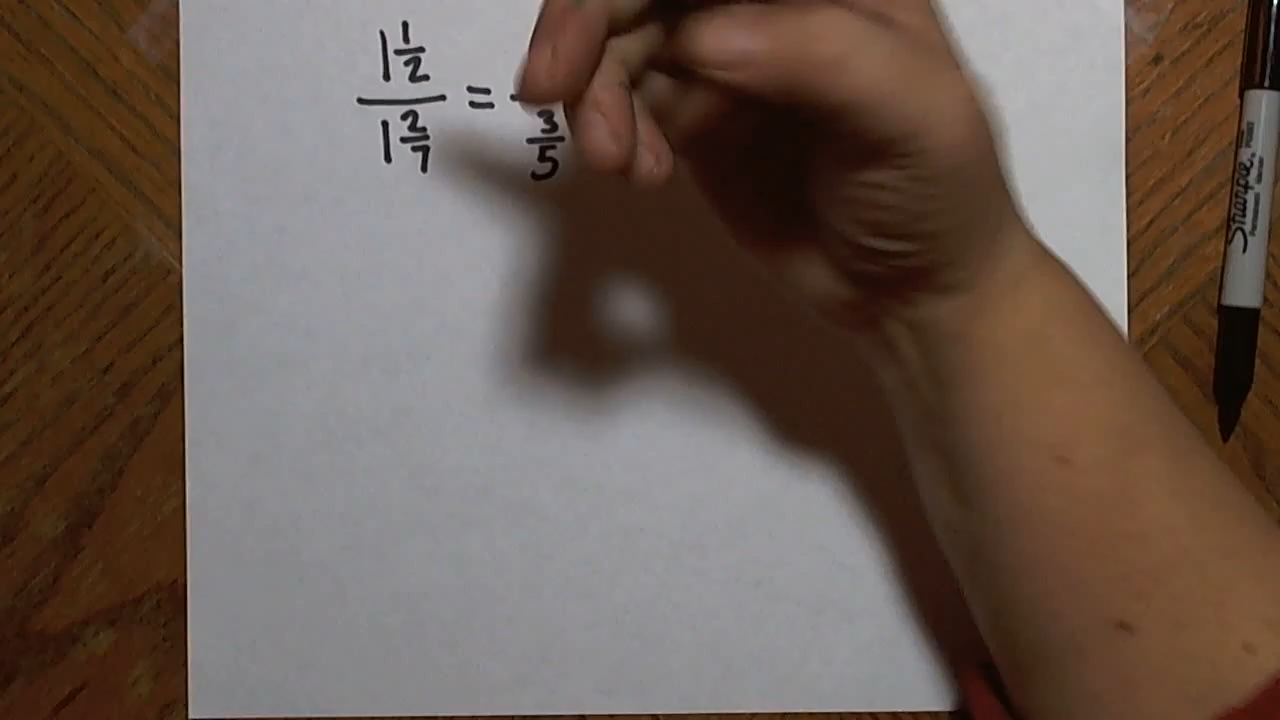 1 1/2 / 1 2/7 = / 3/5
Sharpie